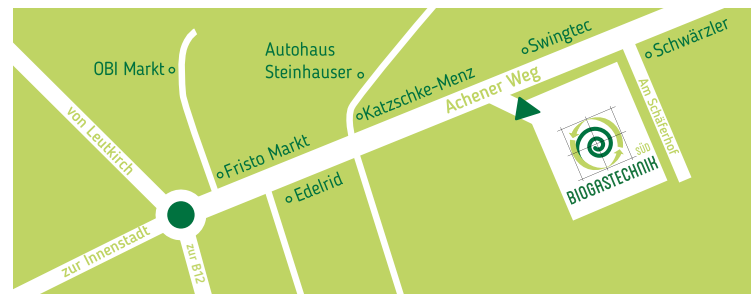 Swingtec
Schwärzler
Autohaus
Steinhauser
OBI Markt
Katzschke-Menz
Achener Weg
Am Schäferhof
von Leutkirch
Fristo Markt
Edelrid
SÜD
BIOGASTECHNIK
zur Innenstadt
zur B12